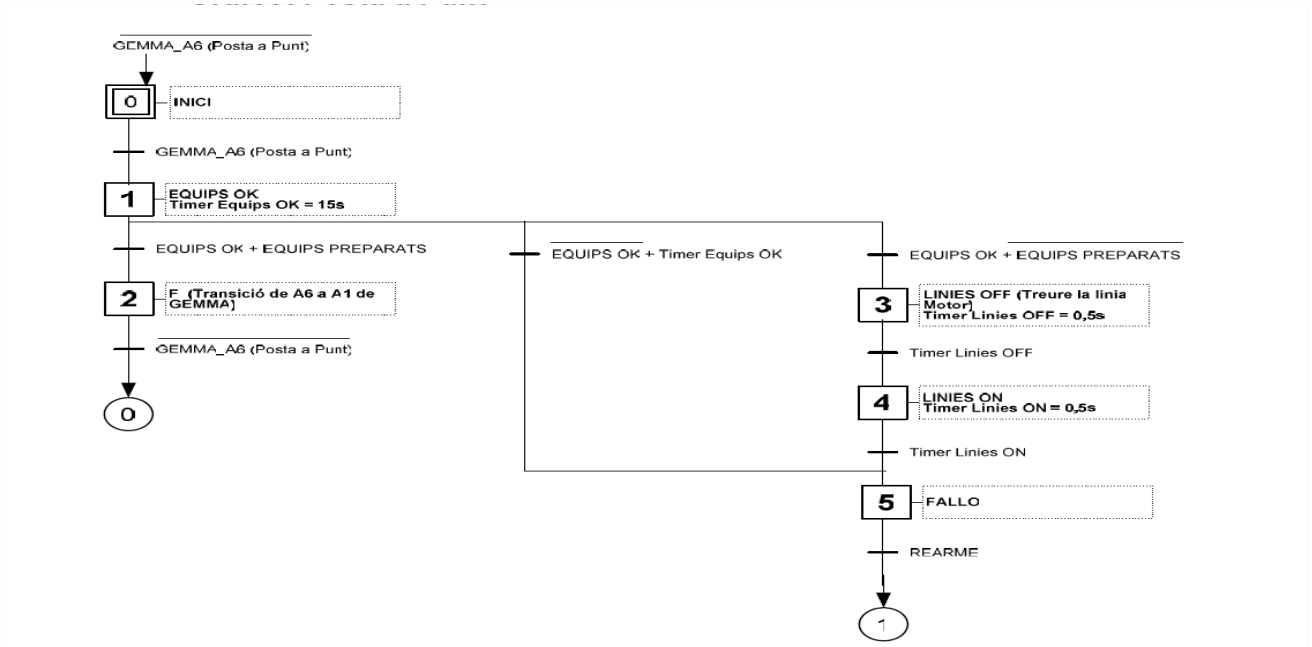 GEMMA_A6 (Posta a Punt)
0
INICI
GEMMA_A6 (Posta a Punt)
1
EQUIPS OK
Timer Equips OK = 15s
EQUIPS OK + EQUIPS PREPARATS
EQUIPS OK + Timer Equips OK
EQUIPS OK + EQUIPS PREPARATS
2
F (Transició de A6 a A1 de
GEMMA)
3
LINIES OFF (Treure la linia
Motor)
Timer Linies OFF = 0,5s
GEMMA_A6 (Posta a Punt)
Timer Linies OFF
0
4
LINIES ON
Timer Linies ON = 0,5s
Timer Linies ON
5
FALLO
REARME
1